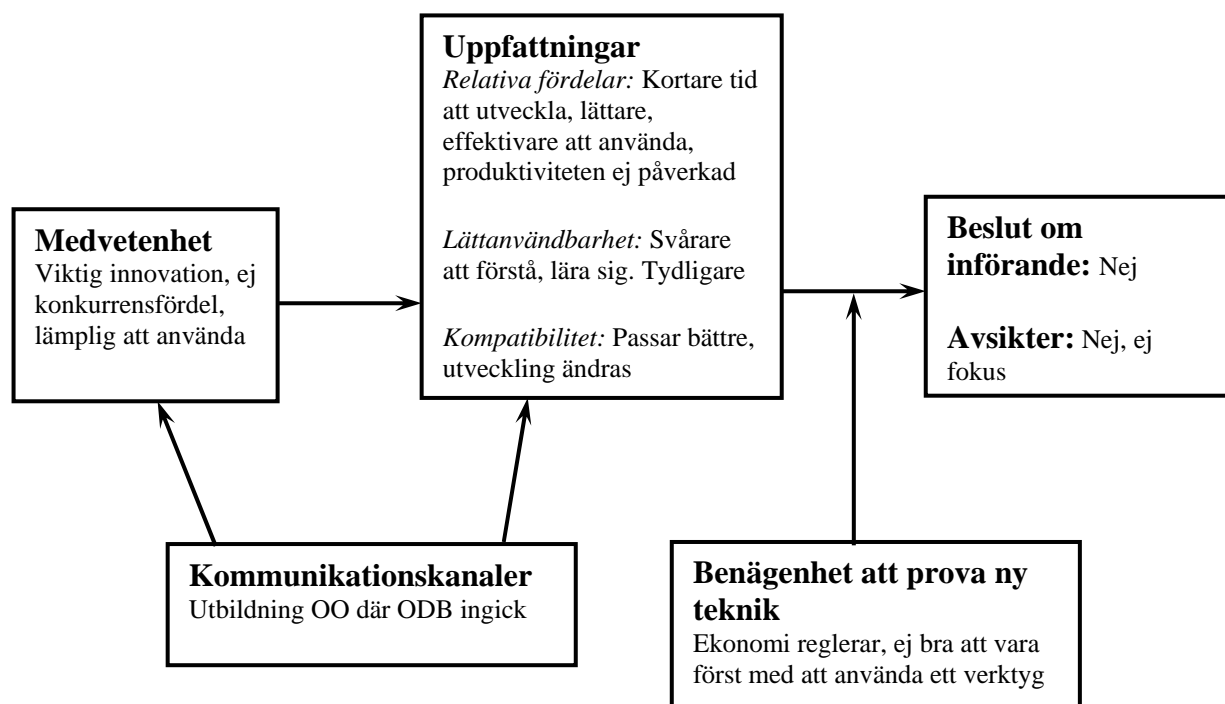 Uppfattningar
Relativa fördelar: Kortare tid
att utveckla, lättare,
effektivare att använda,
produktiviteten ej påverkad
Lättanvändbarhet: Svårare
att förstå, lära sig. Tydligare
Kompatibilitet: Passar bättre,
utveckling ändras
Medvetenhet
Viktig innovation, ej
konkurrensfördel,
lämplig att använda
Beslut om
införande: Nej
Avsikter: Nej, ej
fokus
Kommunikationskanaler
Utbildning OO där ODB ingick
Benägenhet att prova ny
teknik
Ekonomi reglerar, ej bra att vara
först med att använda ett verktyg